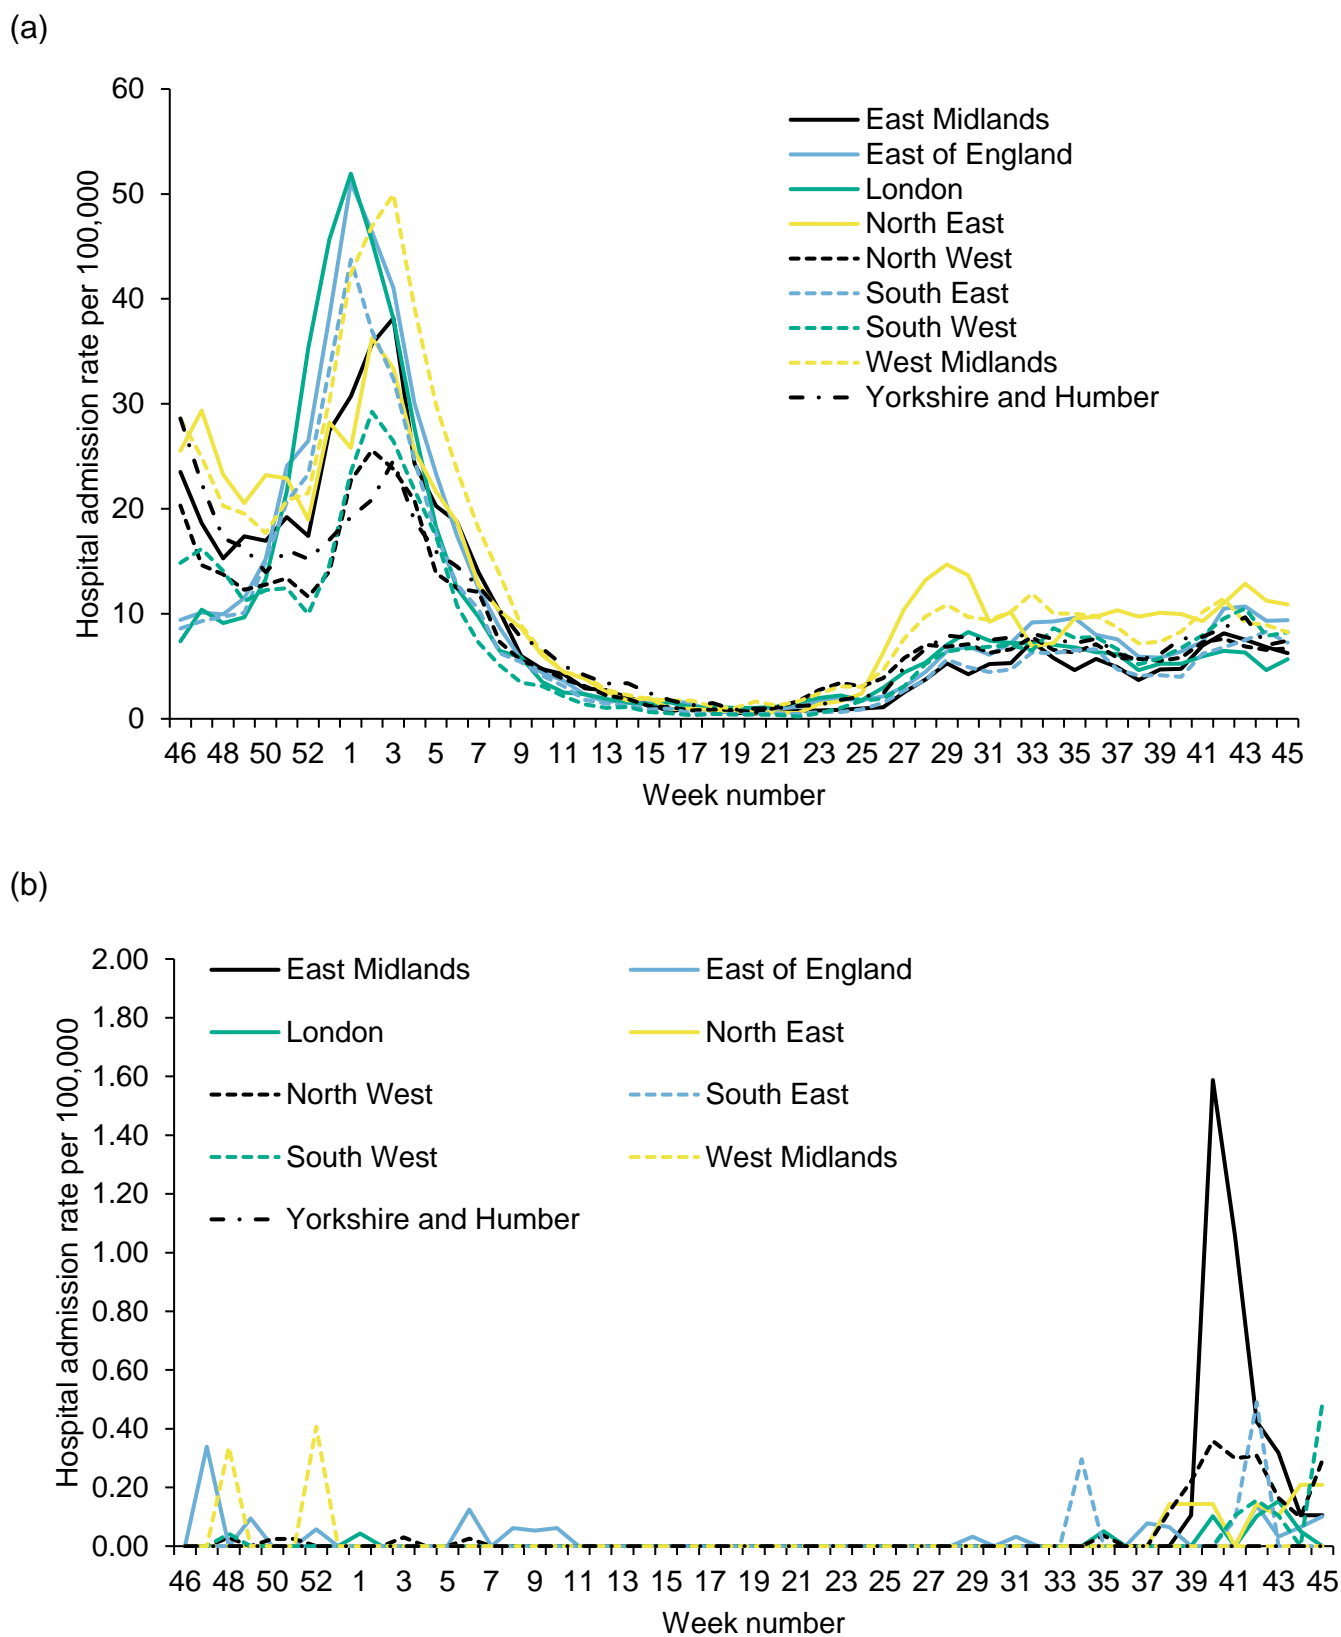 (a)
60
50
40
30
20
10
0
Hospital admission rate per 100,000
East Midlands
East of England
London
North East
North West
South East
South West
West Midlands
Yorkshire and Humber
46 48 50 52 1 3 5 7 9 11 13 15 17 19 21 23 25 27 29 31 33 35 37 39 41 43 45
Week number
(b)
2.00
1.80
1.60
1.40
1.20
1.00
0.80
0.60
0.40
0.20
0.00
Hospital admission rate per 100,000
East Midlands East of England
London North East
North West South East
South West West Midlands
Yorkshire and Humber
46 48 50 52 1 3 5 7 9 11 13 15 17 19 21 23 25 27 29 31 33 35 37 39 41 43 45
Week number